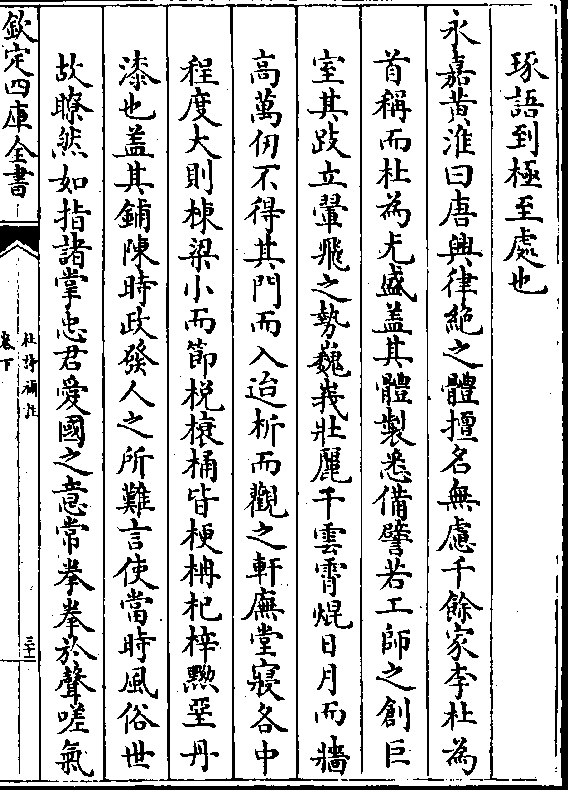 琢語到極至處也
永嘉黄淮曰唐興律絶之體擅名無慮千餘家李杜為
首稱而杜為尤盛盖其體製悉備譬若工師之創巨
室其跂立翬飛之勢巍峩壯麗干雲霄焜日月而牆
高萬仞不得其門而入迨析而觀之軒廡堂寢各中
程度大則棟梁小而節梲榱桷皆梗柟杞梓黝堊丹
漆也盖其鋪陳時政發人之所難言使當時風俗世
故瞭然如指諸掌忠君愛國之意常拳拳於聲嗟氣
欽定四庫全書
杜詩補註
卷下
三十二